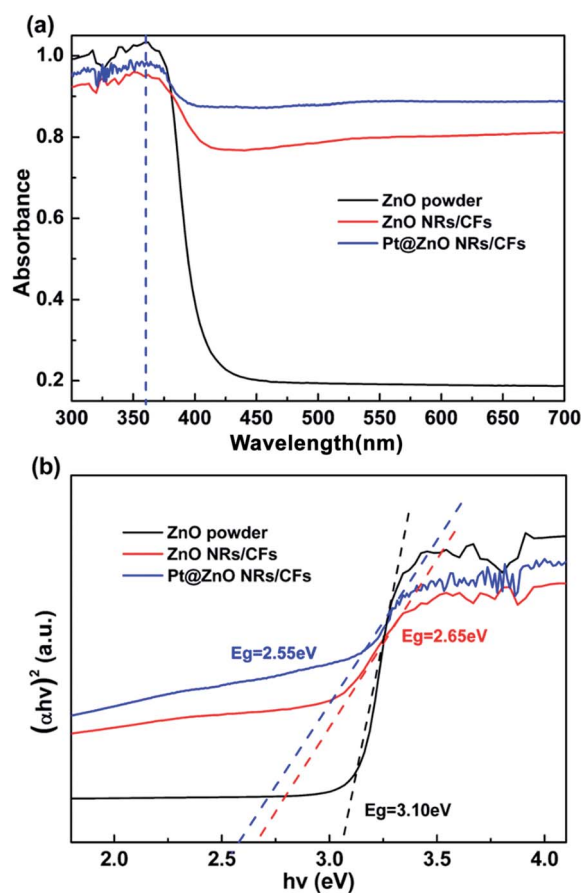 (a)
1.0
0.8
0.6
0.4
0.2
Absorbance
ZnO powder
ZnO NRs/CFs
Pt@ZnO NRs/CFs
300 350 400 450 500 550 600 650 700
Wavelength(nm)
(b)
ZnO powder
ZnO NRs/CFs
Pt@ZnO NRs/CFs
(αhν)² (a.u.)
Eg=2.55eV
Eg=2.65eV
Eg=3.10eV
2.0 2.5 3.0 3.5 4.0
hν (eV)